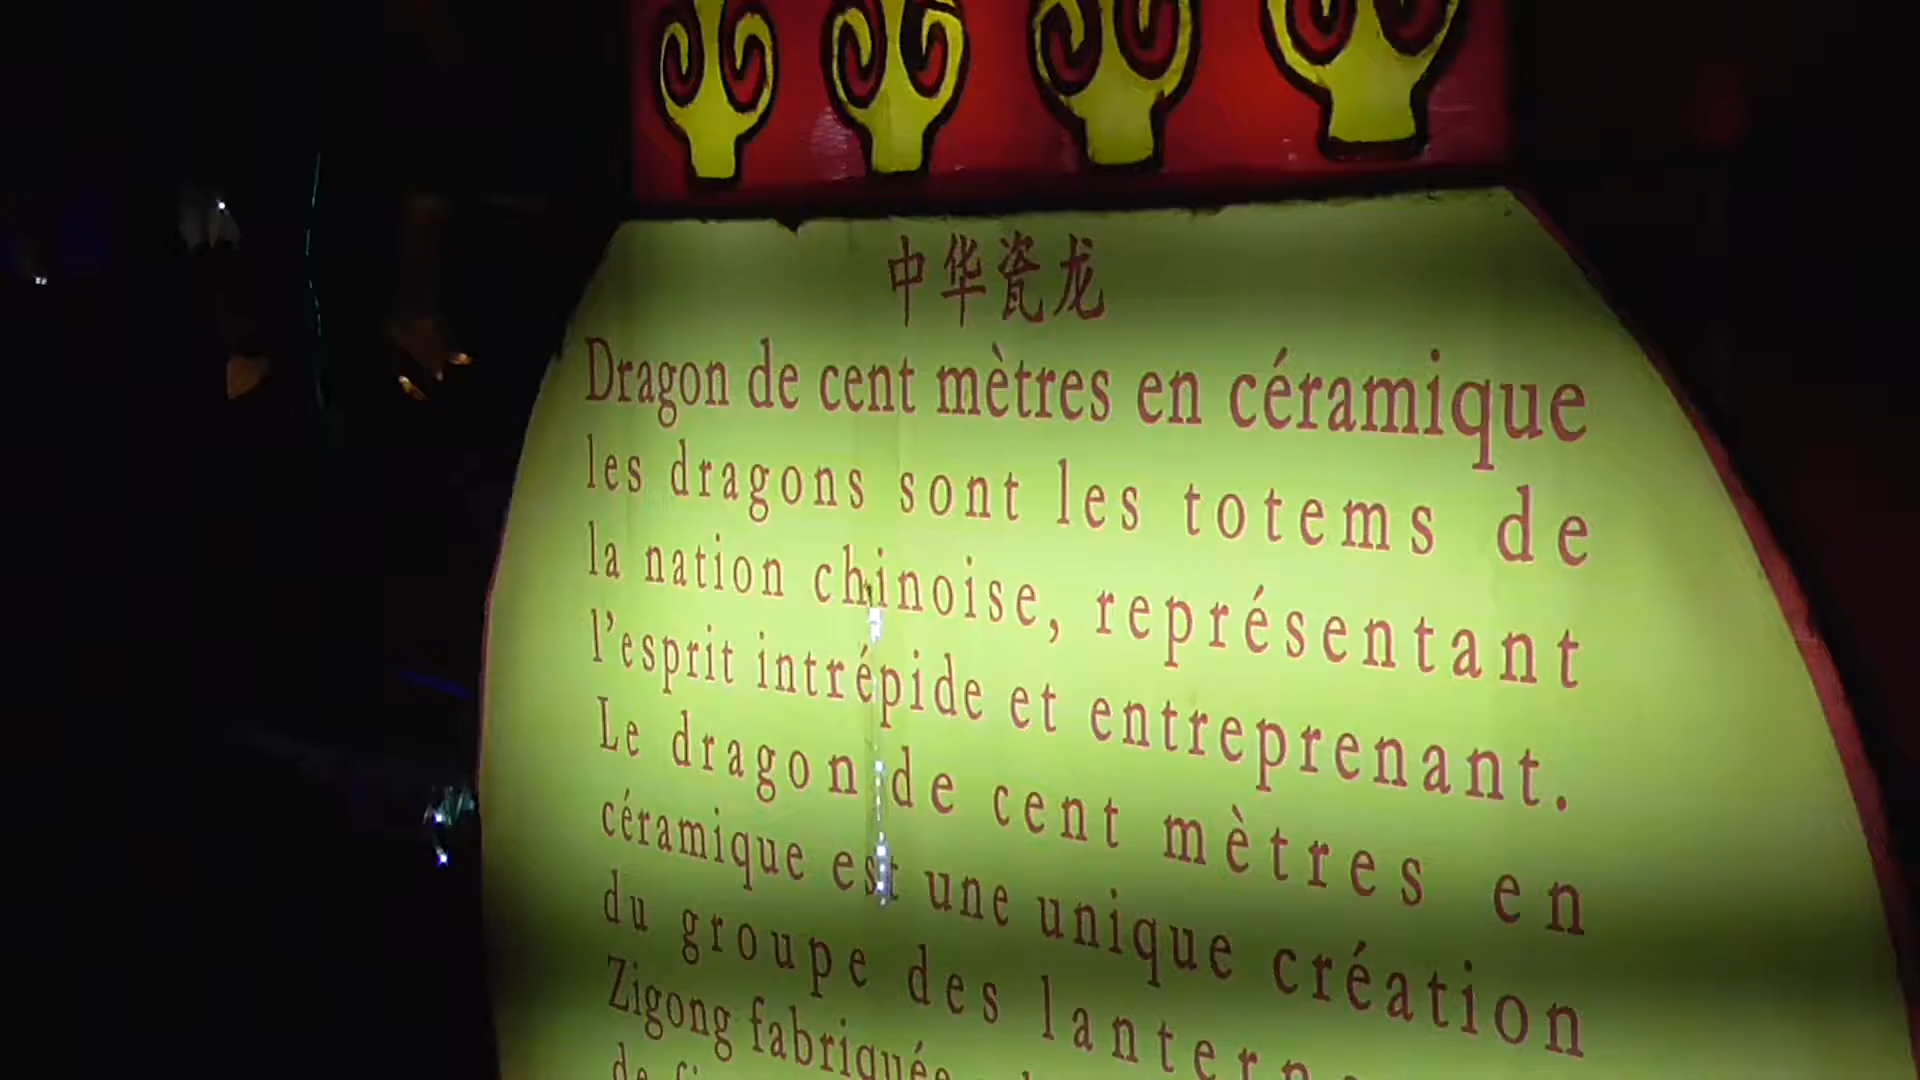 中华瓷龙
Dragon de cent mètres en céramique
les dragons sont les totems de
la nation chinoise, représentant
l'esprit intrépide et entreprenant.
Le dragon de cent mètres en
céramique est une unique création
du groupe des
Zigong fabriquée
de